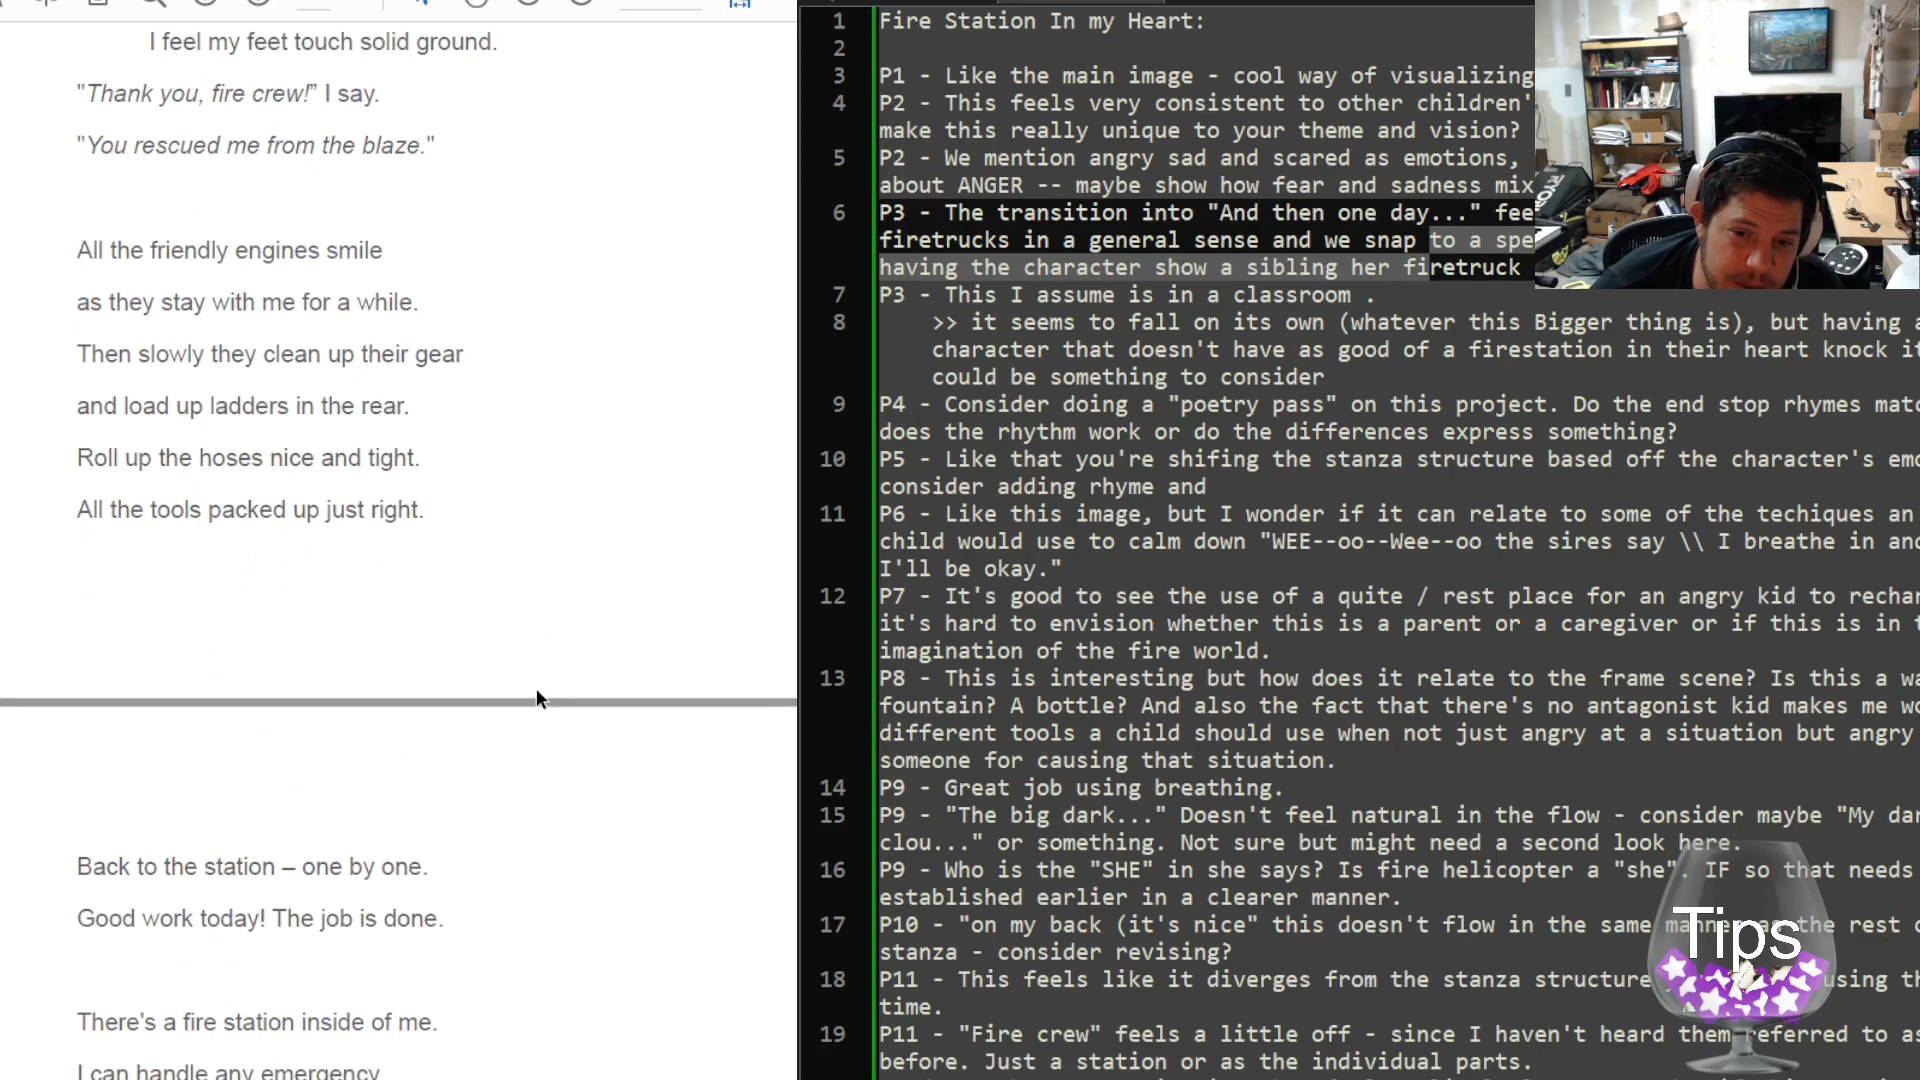 I feel my feet touch solid ground.
"Thank you, fire crew!" I say.
"You rescued me from the blaze."
All the friendly engines smile
as they stay with me for a while.
Then slowly they clean up their gear
and load up ladders in the rear.
Roll up the hoses nice and tight.
All the tools packed up just right.
Back to the station – one by one.
Good work today! The job is done.
There's a fire station inside of me.
I can handle any emergency
1 Fire Station In my Heart:
2
3 P1 - Like the main image - cool way of visualizing
4 P2 - This feels very consistent to other children'
make this really unique to your theme and vision?
5 P2 - We mention angry sad and scared as emotions,
about ANGER -- maybe show how fear and sadness mix
6 P3 - The transition into "And then one day..." fee
firetrucks in a general sense and we snap to a spe
having the character show a sibling her firetruck
7 P3 - This I assume is in a classroom .
8 >> it seems to fall on its own (whatever this Bigger thing is), but having a
character that doesn't have as good of a firestation in their heart knock it
could be something to consider
9 P4 - Consider doing a "poetry pass" on this project. Do the end stop rhymes matc
does the rhythm work or do the differences express something?
10 P5 - Like that you're shifing the stanza structure based off the character's emo
consider adding rhyme and
11 P6 - Like this image, but I wonder if it can relate to some of the techiques an
child would use to calm down "WEE--oo--Wee--oo the sires say \\ I breathe in and
I'll be okay."
12 P7 - It's good to see the use of a quite / rest place for an angry kid to rechar
it's hard to envision whether this is a parent or a caregiver or if this is in t
imagination of the fire world.
13 P8 - This is interesting but how does it relate to the frame scene? Is this a wa
fountain? A bottle? And also the fact that there's no antagonist kid makes me wo
different tools a child should use when not just angry at a situation but angry
someone for causing that situation.
14 P9 - Great job using breathing.
15 P9 - "The big dark..." Doesn't feel natural in the flow - consider maybe "My dar
clou..." or something. Not sure but might need a second look here.
16 P9 - Who is the "SHE" in she says? Is fire helicopter a "she". IF so that needs
established earlier in a clearer manner.
17 P10 - "on my back (it's nice" this doesn't flow in the same manner as the rest o
stanza - consider revising?
18 P11 - This feels like it diverges from the stanza structure using th
time.
19 P11 - "Fire crew" feels a little off - since I haven't heard them referred to as
before. Just a station or as the individual parts.
Tips